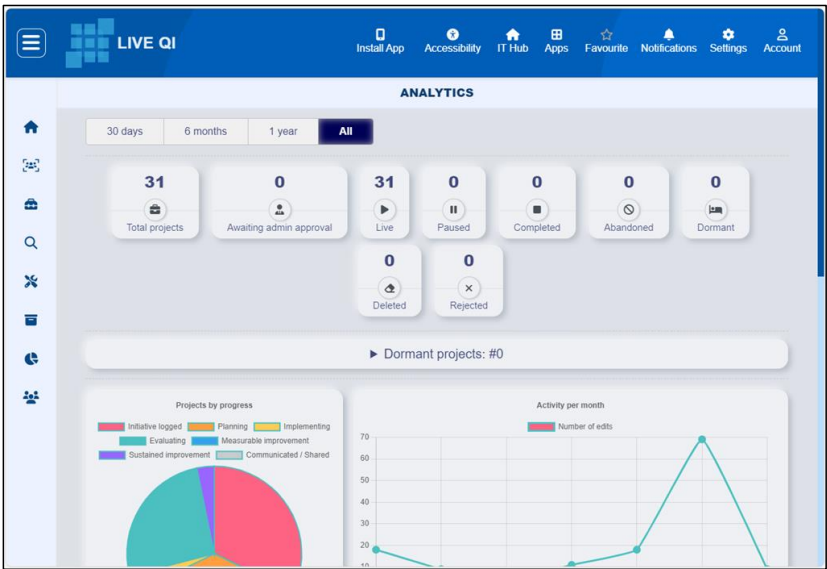 LIVE QI
Install App Accessibility IT Hub Apps Favourite Notifications Settings Account
ANALYTICS
30 days 6 months 1 year All
31 0 31 0 0 0 0
Total projects Awaiting admin approval Live Paused Completed Abandoned Dormant
0 0
Deleted Rejected
▶ Dormant projects: #0
Projects by progress
Initiative logged Planning Implementing
Evaluating Measurable improvement
Sustained improvement Communicated / Shared
Activity per month
Number of edits
70
60
50
40
30
20
10